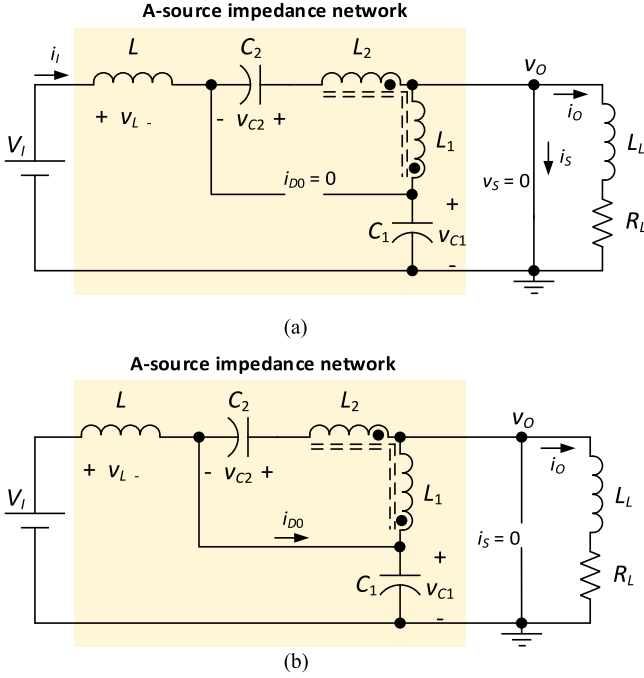 A-source impedance network
i_I
L
C_2
L_2
v_O
i_O
+ v_L -
- v_C2 +
V_I
L_1
i_S
L_L
i_D0 = 0
v_S = 0
+
C_1
v_C1
R_L
-
(a)
A-source impedance network
L
C_2
L_2
v_O
i_O
+ v_L -
- v_C2 +
V_I
L_1
L_L
i_D0
i_S = 0
+
C_1
v_C1
R_L
-
(b)